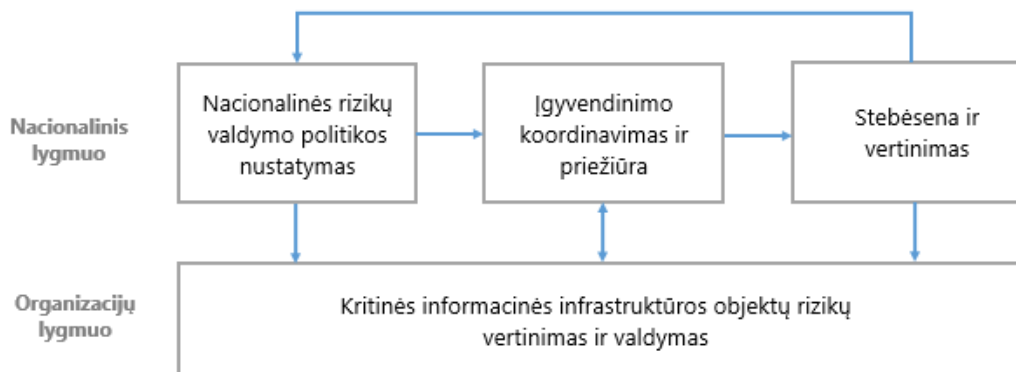 Nacionalinis
lygmuo
Nacionalinės rizikų
valdymo politikos
nustatymas
Įgyvendinimo
koordinavimas ir
priežiūra
Stebėsena ir
vertinimas
Organizacijų
lygmuo
Kritinės informacinės infrastruktūros objektų rizikų
vertinimas ir valdymas